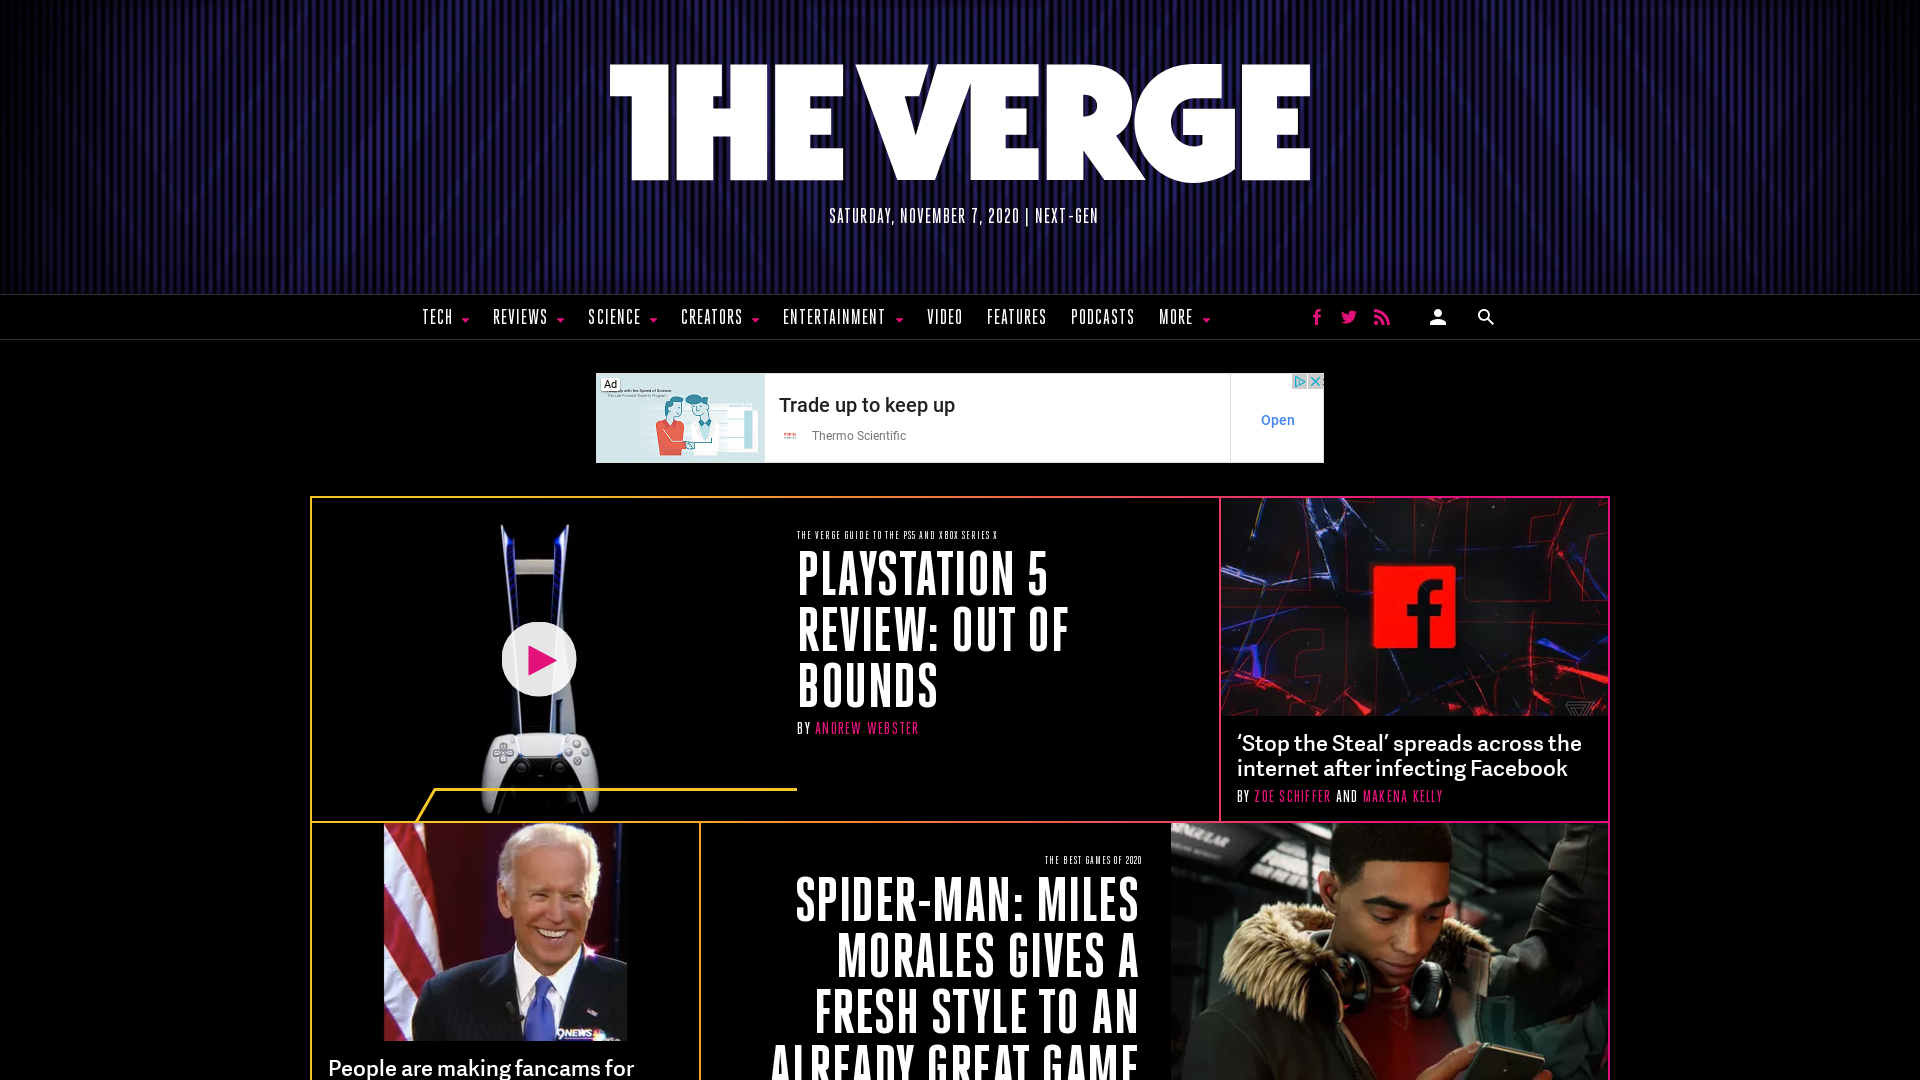 THE VERGE
SATURDAY, NOVEMBER 7, 2020 | NEXT-GEN
TECH REVIEWS SCIENCE CREATORS ENTERTAINMENT VIDEO FEATURES PODCASTS MORE
Ad
Trade up to keep up
Thermo Scientific
Open
THE VERGE GUIDE TO THE PS5 AND XBOX SERIES X
PLAYSTATION 5
REVIEW: OUT OF
BOUNDS
BY ANDREW WEBSTER
‘Stop the Steal’ spreads across the
internet after infecting Facebook
BY ZOE SCHIFFER AND MAKENA KELLY
9NEWS
People are making fancams for
THE BEST GAMES OF 2020
SPIDER-MAN: MILES
MORALES GIVES A
FRESH STYLE TO AN
ALREADY GREAT GAME